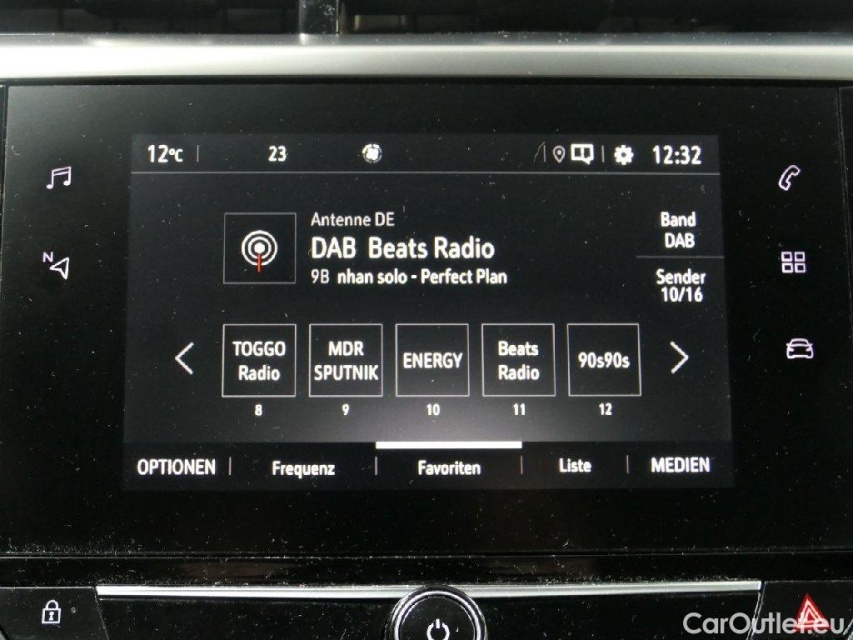 12°C 23 12:32
Antenne DE
DAB Beats Radio
9B nhan solo - Perfect Plan
Band
DAB
Sender
10/16
N
TOGGO
Radio
MDR
SPUTNIK
ENERGY
Beats
Radio
90s90s
8 9 10 11 12
OPTIONEN Frequenz Favoriten Liste MEDIEN
CarOutlet.eu